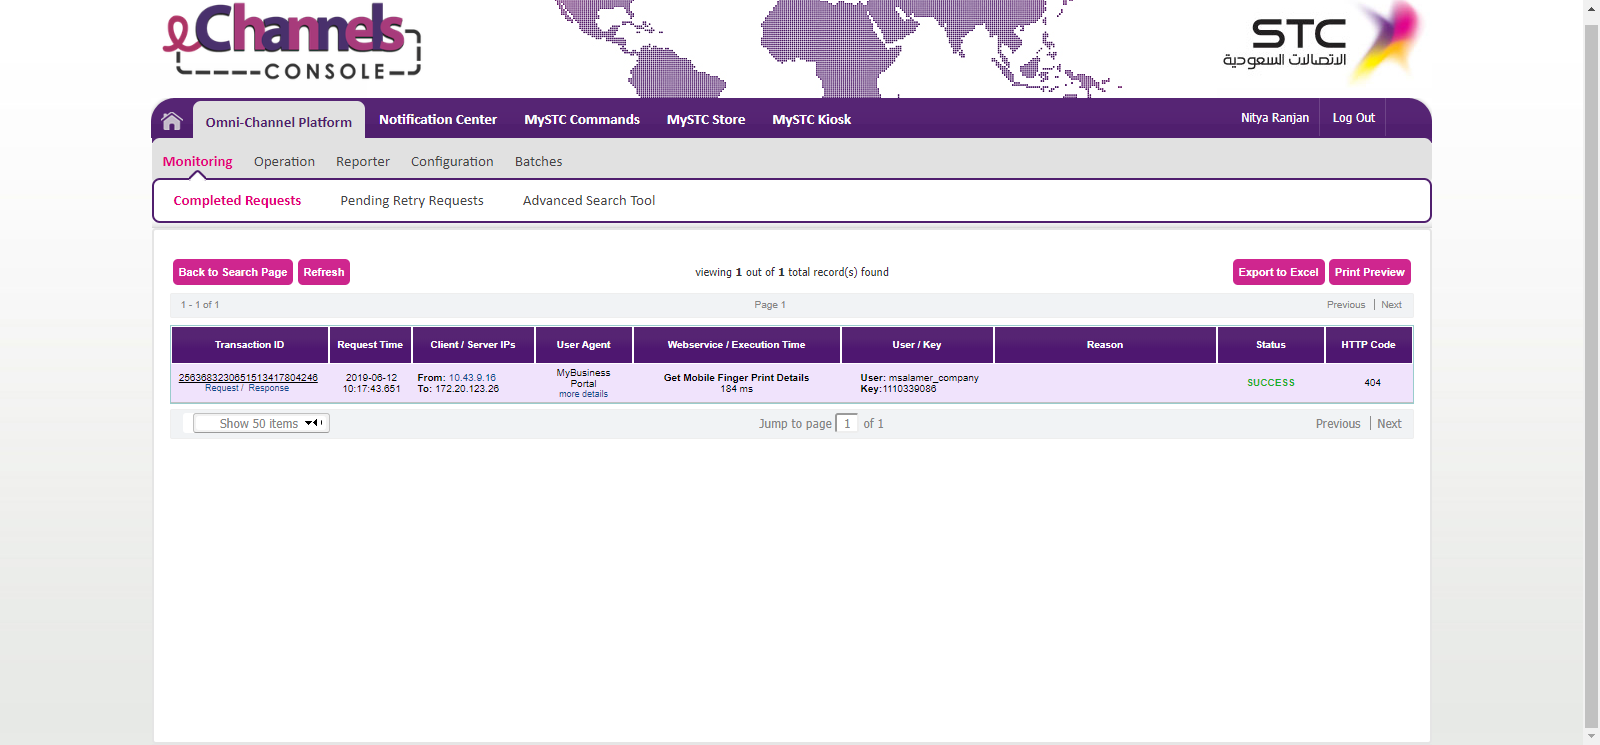 eChannels
CONSOLE
STC
الاتصالات السعودية
Omni-Channel Platform
Notification Center
MySTC Commands
MySTC Store
MySTC Kiosk
Nitya Ranjan
Log Out
Monitoring
Operation
Reporter
Configuration
Batches
Completed Requests
Pending Retry Requests
Advanced Search Tool
Back to Search Page
Refresh
viewing 1 out of 1 total record(s) found
Export to Excel
Print Preview
1 - 1 of 1
Page 1
Previous | Next
Transaction ID
Request Time
Client / Server IPs
User Agent
Webservice / Execution Time
User / Key
Reason
Status
HTTP Code
2563683230651513417804246
Request / Response
2019-06-12
10:17:43.651
From: 10.43.9.16
To: 172.20.123.26
MyBusiness
Portal
more details
Get Mobile Finger Print Details
184 ms
User: msalamer_company
Key:1110339086
SUCCESS
404
Show 50 items
Jump to page 1 of 1
Previous | Next